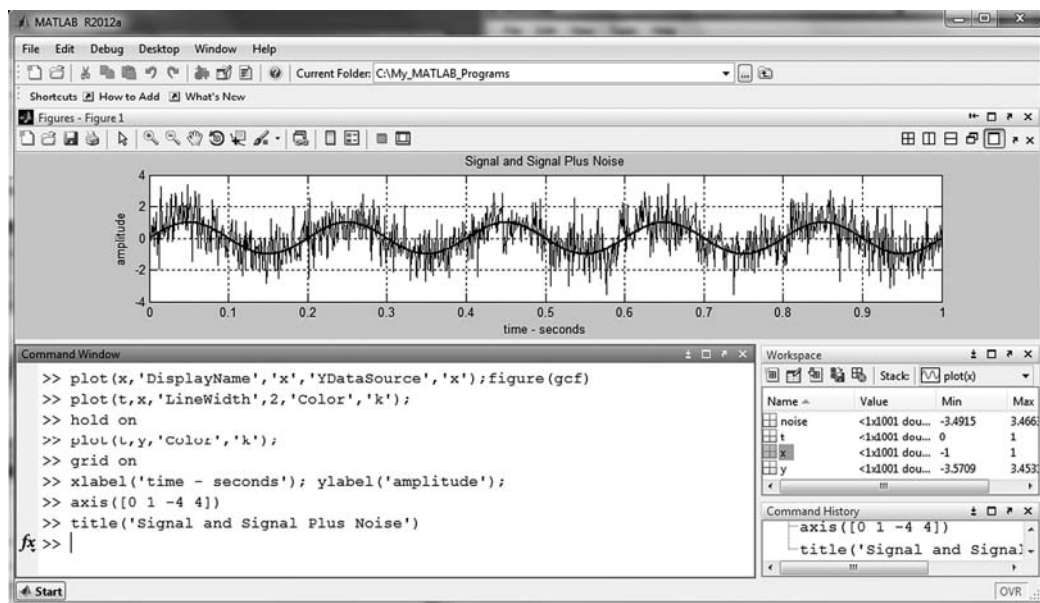 MATLAB R2012a
File Edit Debug Desktop Window Help
Current Folder: C:\My_MATLAB_Programs
Shortcuts How to Add What's New
Figures - Figure 1
Signal and Signal Plus Noise
4
2
0
-2
-4
amplitude
0 0.1 0.2 0.3 0.4 0.5 0.6 0.7 0.8 0.9 1
time - seconds
Command Window
>> plot(x,'DisplayName','x','YDataSource','x');figure(gcf)
>> plot(t,x,'LineWidth',2,'Color','k');
>> hold on
>> plot(t,y,'Color','k');
>> grid on
>> xlabel('time - seconds'); ylabel('amplitude');
>> axis([0 1 -4 4])
>> title('Signal and Signal Plus Noise')
fx >>
Workspace
Stack: plot(x)
Name Value Min Max
noise <1x1001 dou... -3.4915 3.466
t <1x1001 dou... 0 1
x <1x1001 dou... -1 1
y <1x1001 dou... -3.5709 3.453
Command History
axis([0 1 -4 4])
title('Signal and Signal
Start
OVR